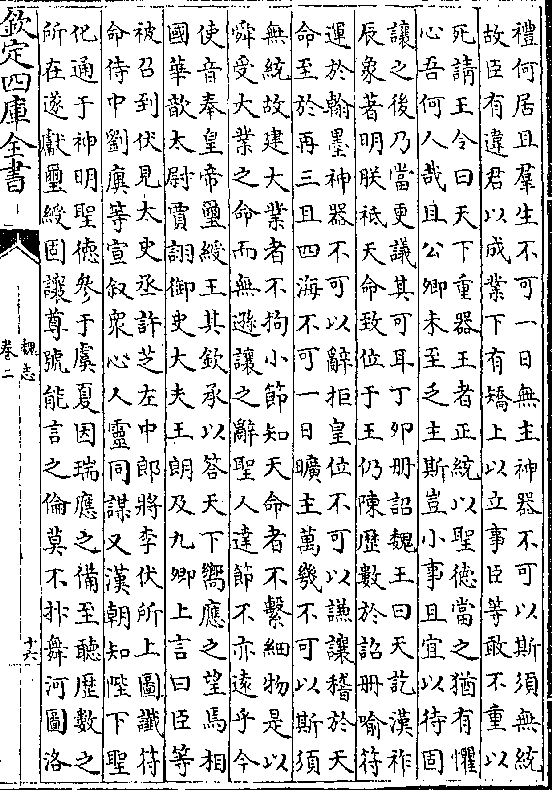 禮何居且羣生不可一日無主神器不可以斯須無統
故臣有違君以成業下有矯上以立事臣等敢不重以
死請王令曰天下重器王者正統以聖德當之猶有懼
心吾何人哉且公卿未至乏主斯豈小事且宜以待固
讓之後乃當更議其可耳丁卯册詔魏王曰天訖漢祚
辰象著明朕祗天命致位于王仍陳歷數於詔册喻符
運於翰墨神器不可以辭拒皇位不可以謙讓稽於天
命至於再三且四海不可一日曠主萬幾不可以斯須
無統故建大業者不拘小節知天命者不繫細物是以
舜受大業之命而無遜讓之辭聖人達節不亦遠乎今
使音奉皇帝璽綬王其欽承以答天下嚮應之望焉相
國華歆太尉賈詡御史大夫王朗及九卿上言曰臣等
被召到伏見太史丞許芝左中郎將李伏所上圖讖符
命侍中劉廙等宣叙衆心人靈同謀又漢朝知陛下聖
化通于神明聖德參于虞夏因瑞應之備至聽歷數之
所在遂獻璽綬固讓尊號能言之倫莫不抃舞河圖洛
欽定四庫全書
魏志
卷二
十六